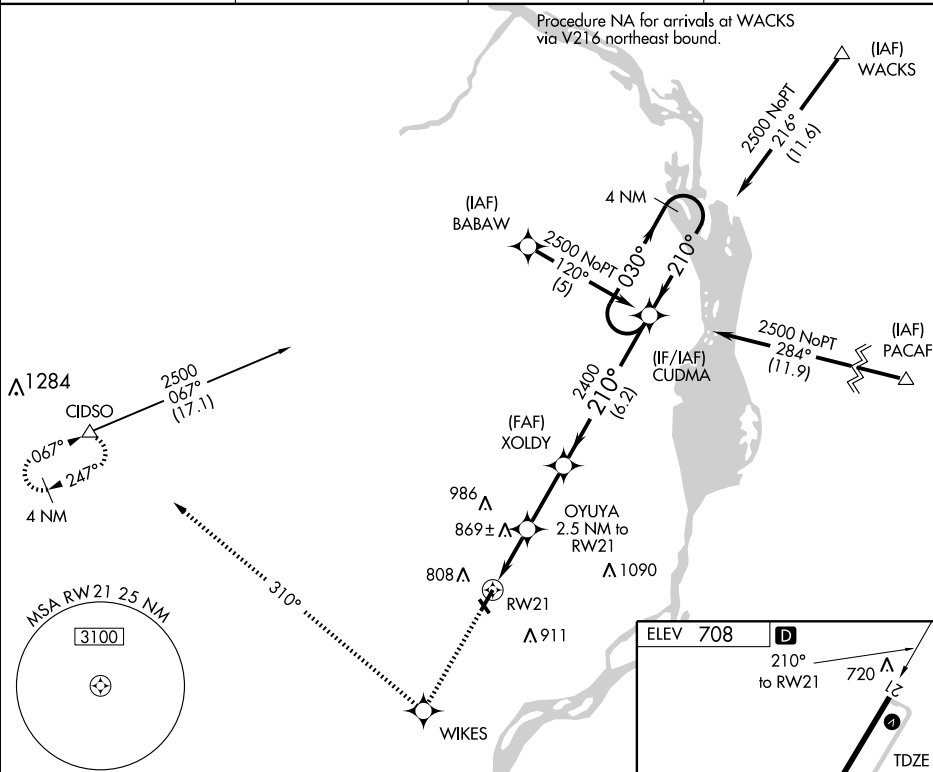 Procedure NA for arrivals at WACKS
via V216 northeast bound.
(IAF)
WACKS
2500 NoPT
216°
(11.6)
4 NM
(IAF)
BABAW
2500 NoPT
120°
(5)
030°
210°
2500 NoPT
284°
(11.9)
(IAF)
PACAF
(IF/IAF)
CUDMA
2400
210°
(6.2)
1284
2500
067°
(17.1)
CIDSO
067°
247°
4 NM
(FAF)
XOLDY
986
869±
OYUYA
2.5 NM to
RW21
808
1090
RW21
310°
911
MSA RW21 25 NM
3100
WIKES
ELEV 708
D
210°
to RW21
720
21
V
TDZE